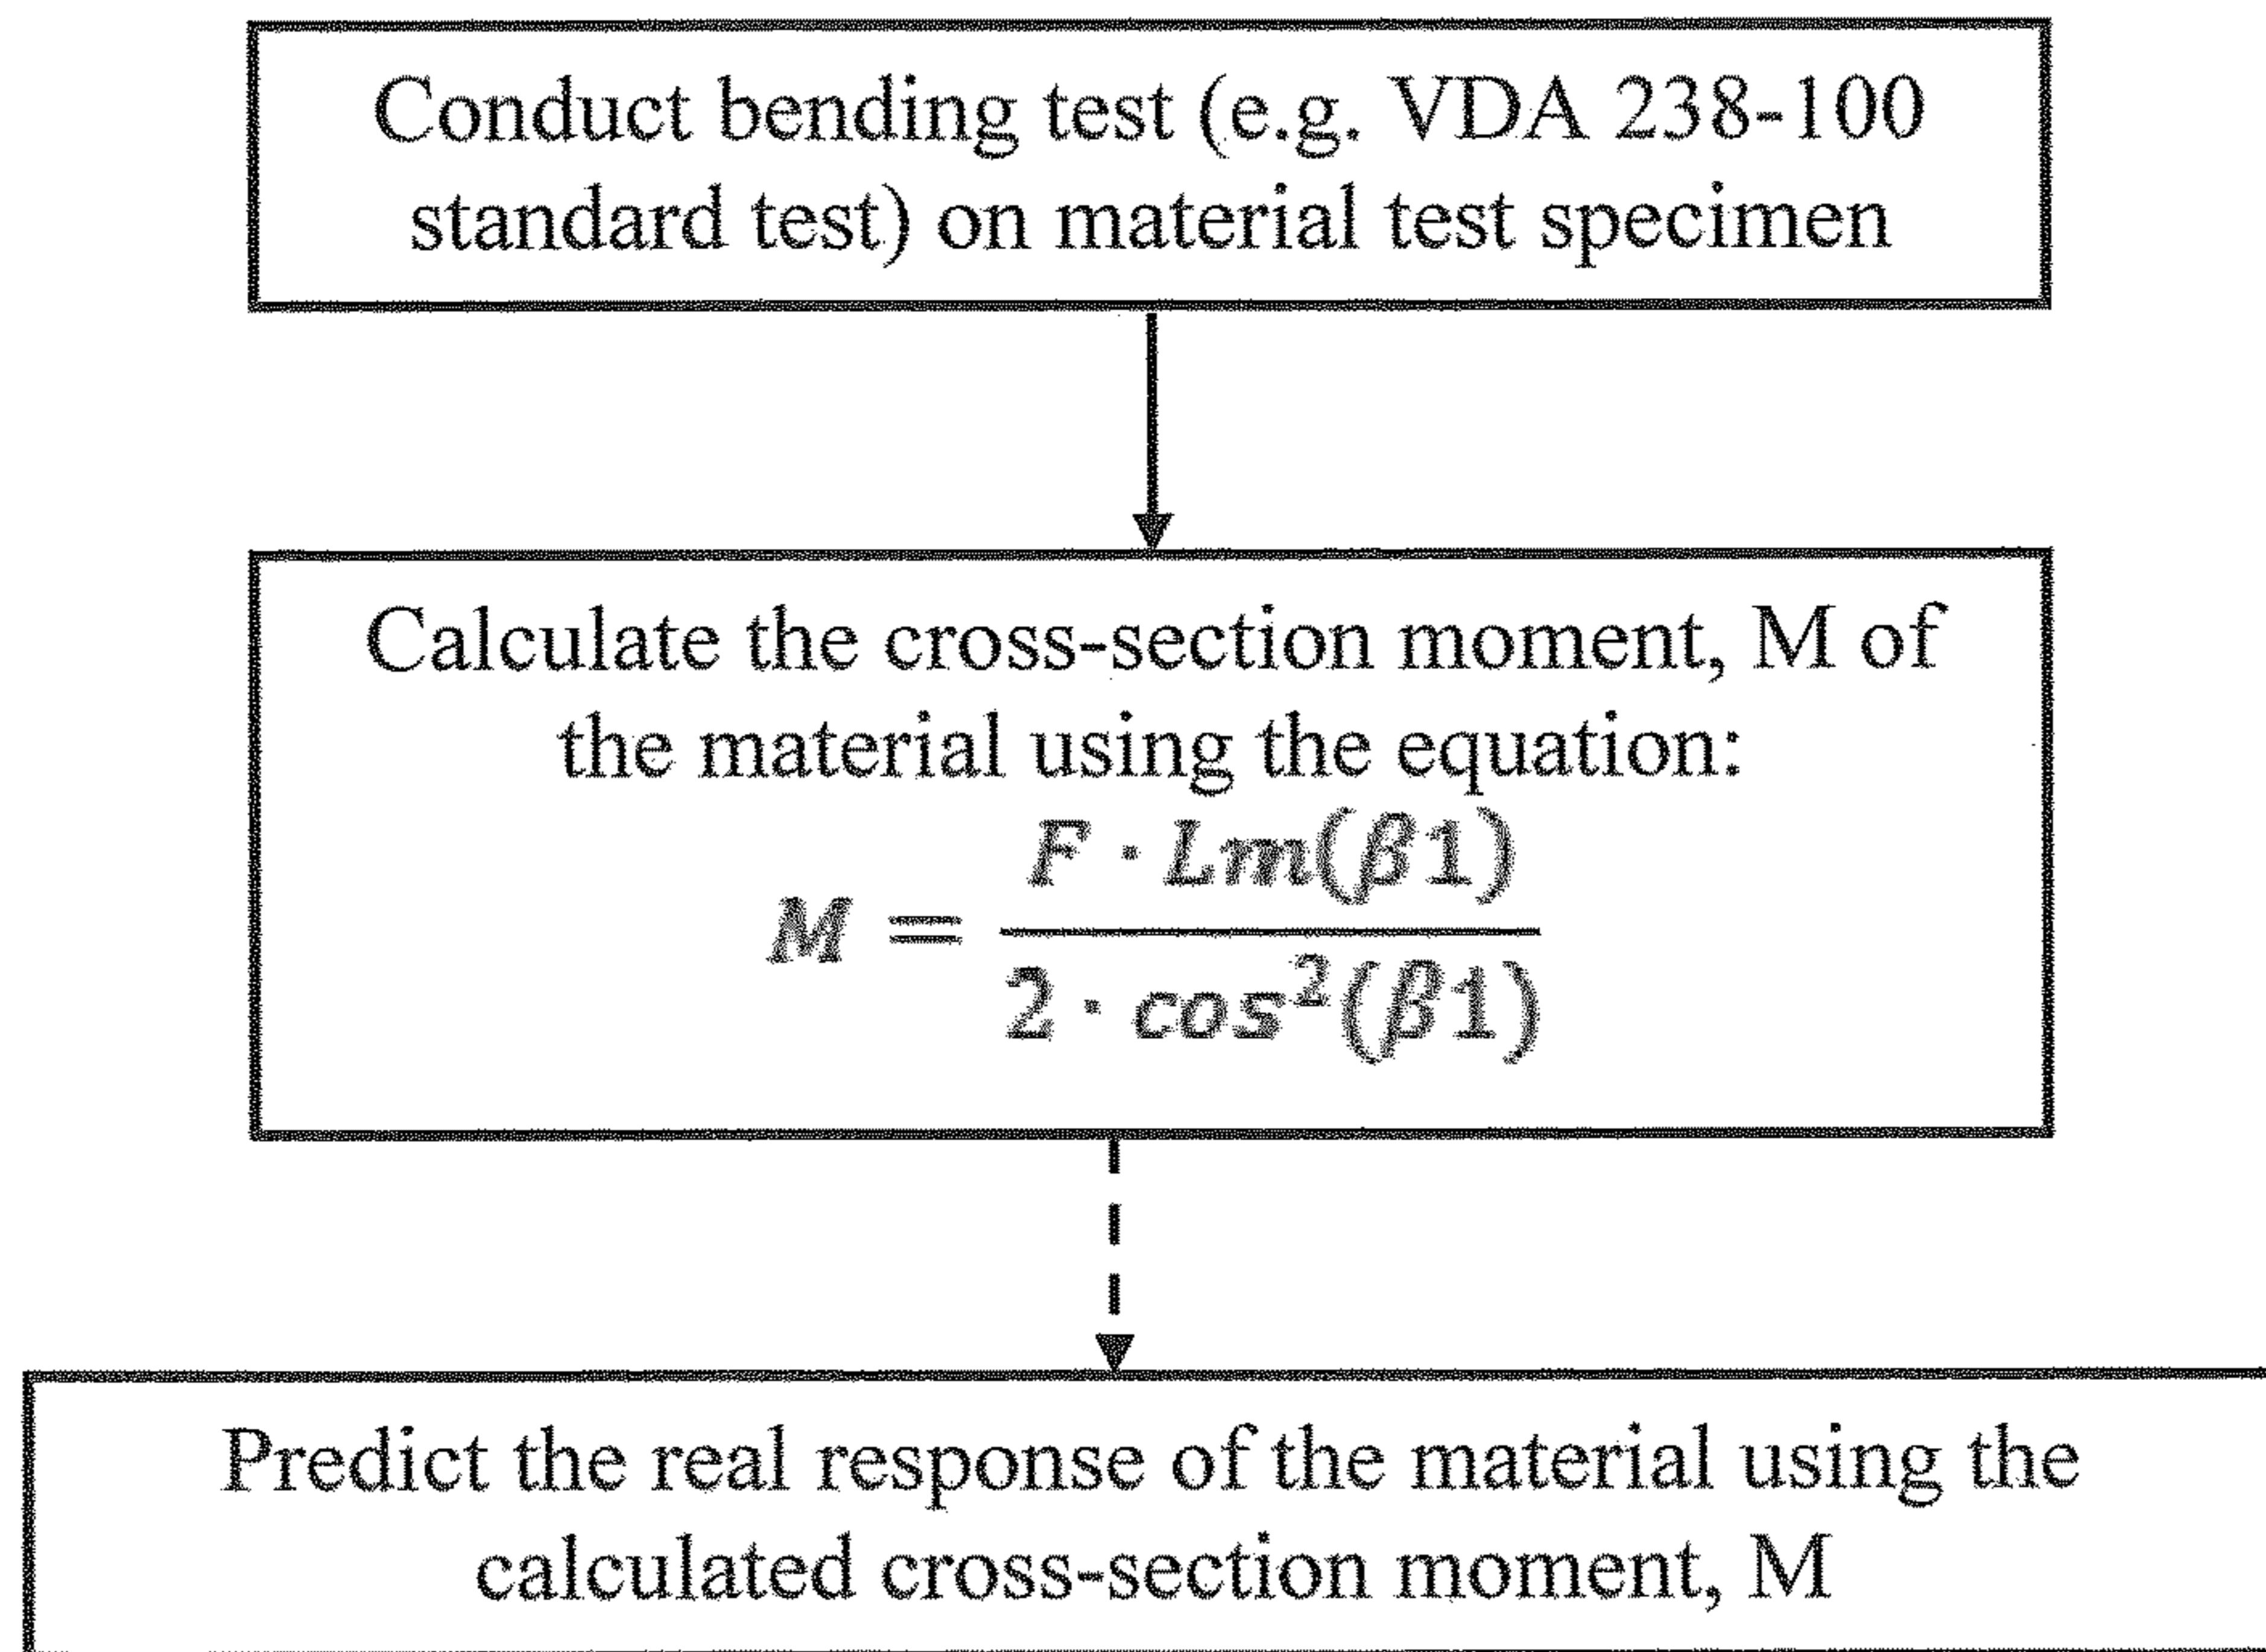 Conduct bending test (e.g. VDA 238-100
standard test) on material test specimen
Calculate the cross-section moment, M of
the material using the equation:
M = F · Lm(β1) / 2 · cos²(β1)
Predict the real response of the material using the
calculated cross-section moment, M